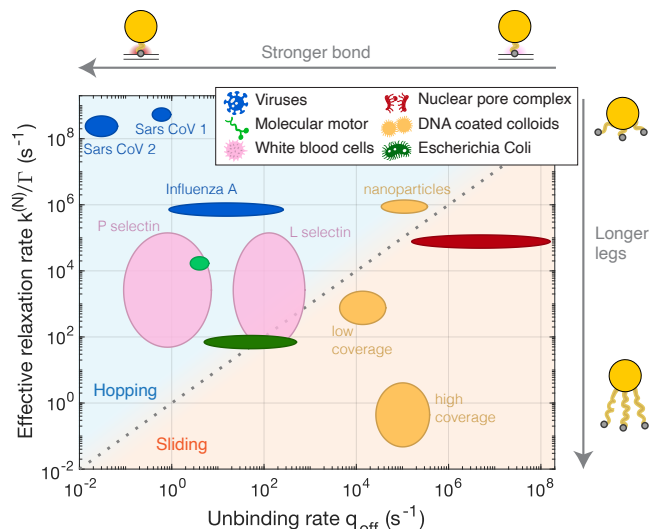 Stronger bond
Viruses
Molecular motor
White blood cells
Nuclear pore complex
DNA coated colloids
Escherichia Coli
Sars CoV 1
Sars CoV 2
Influenza A
nanoparticles
P selectin
L selectin
low
coverage
high
coverage
Hopping
Sliding
Longer
legs
Effective relaxation rate k^(N)/Γ (s^-1)
10^8
10^6
10^4
10^2
10^0
10^-2
10^-2
10^0
10^2
10^4
10^6
10^8
Unbinding rate q_off (s^-1)